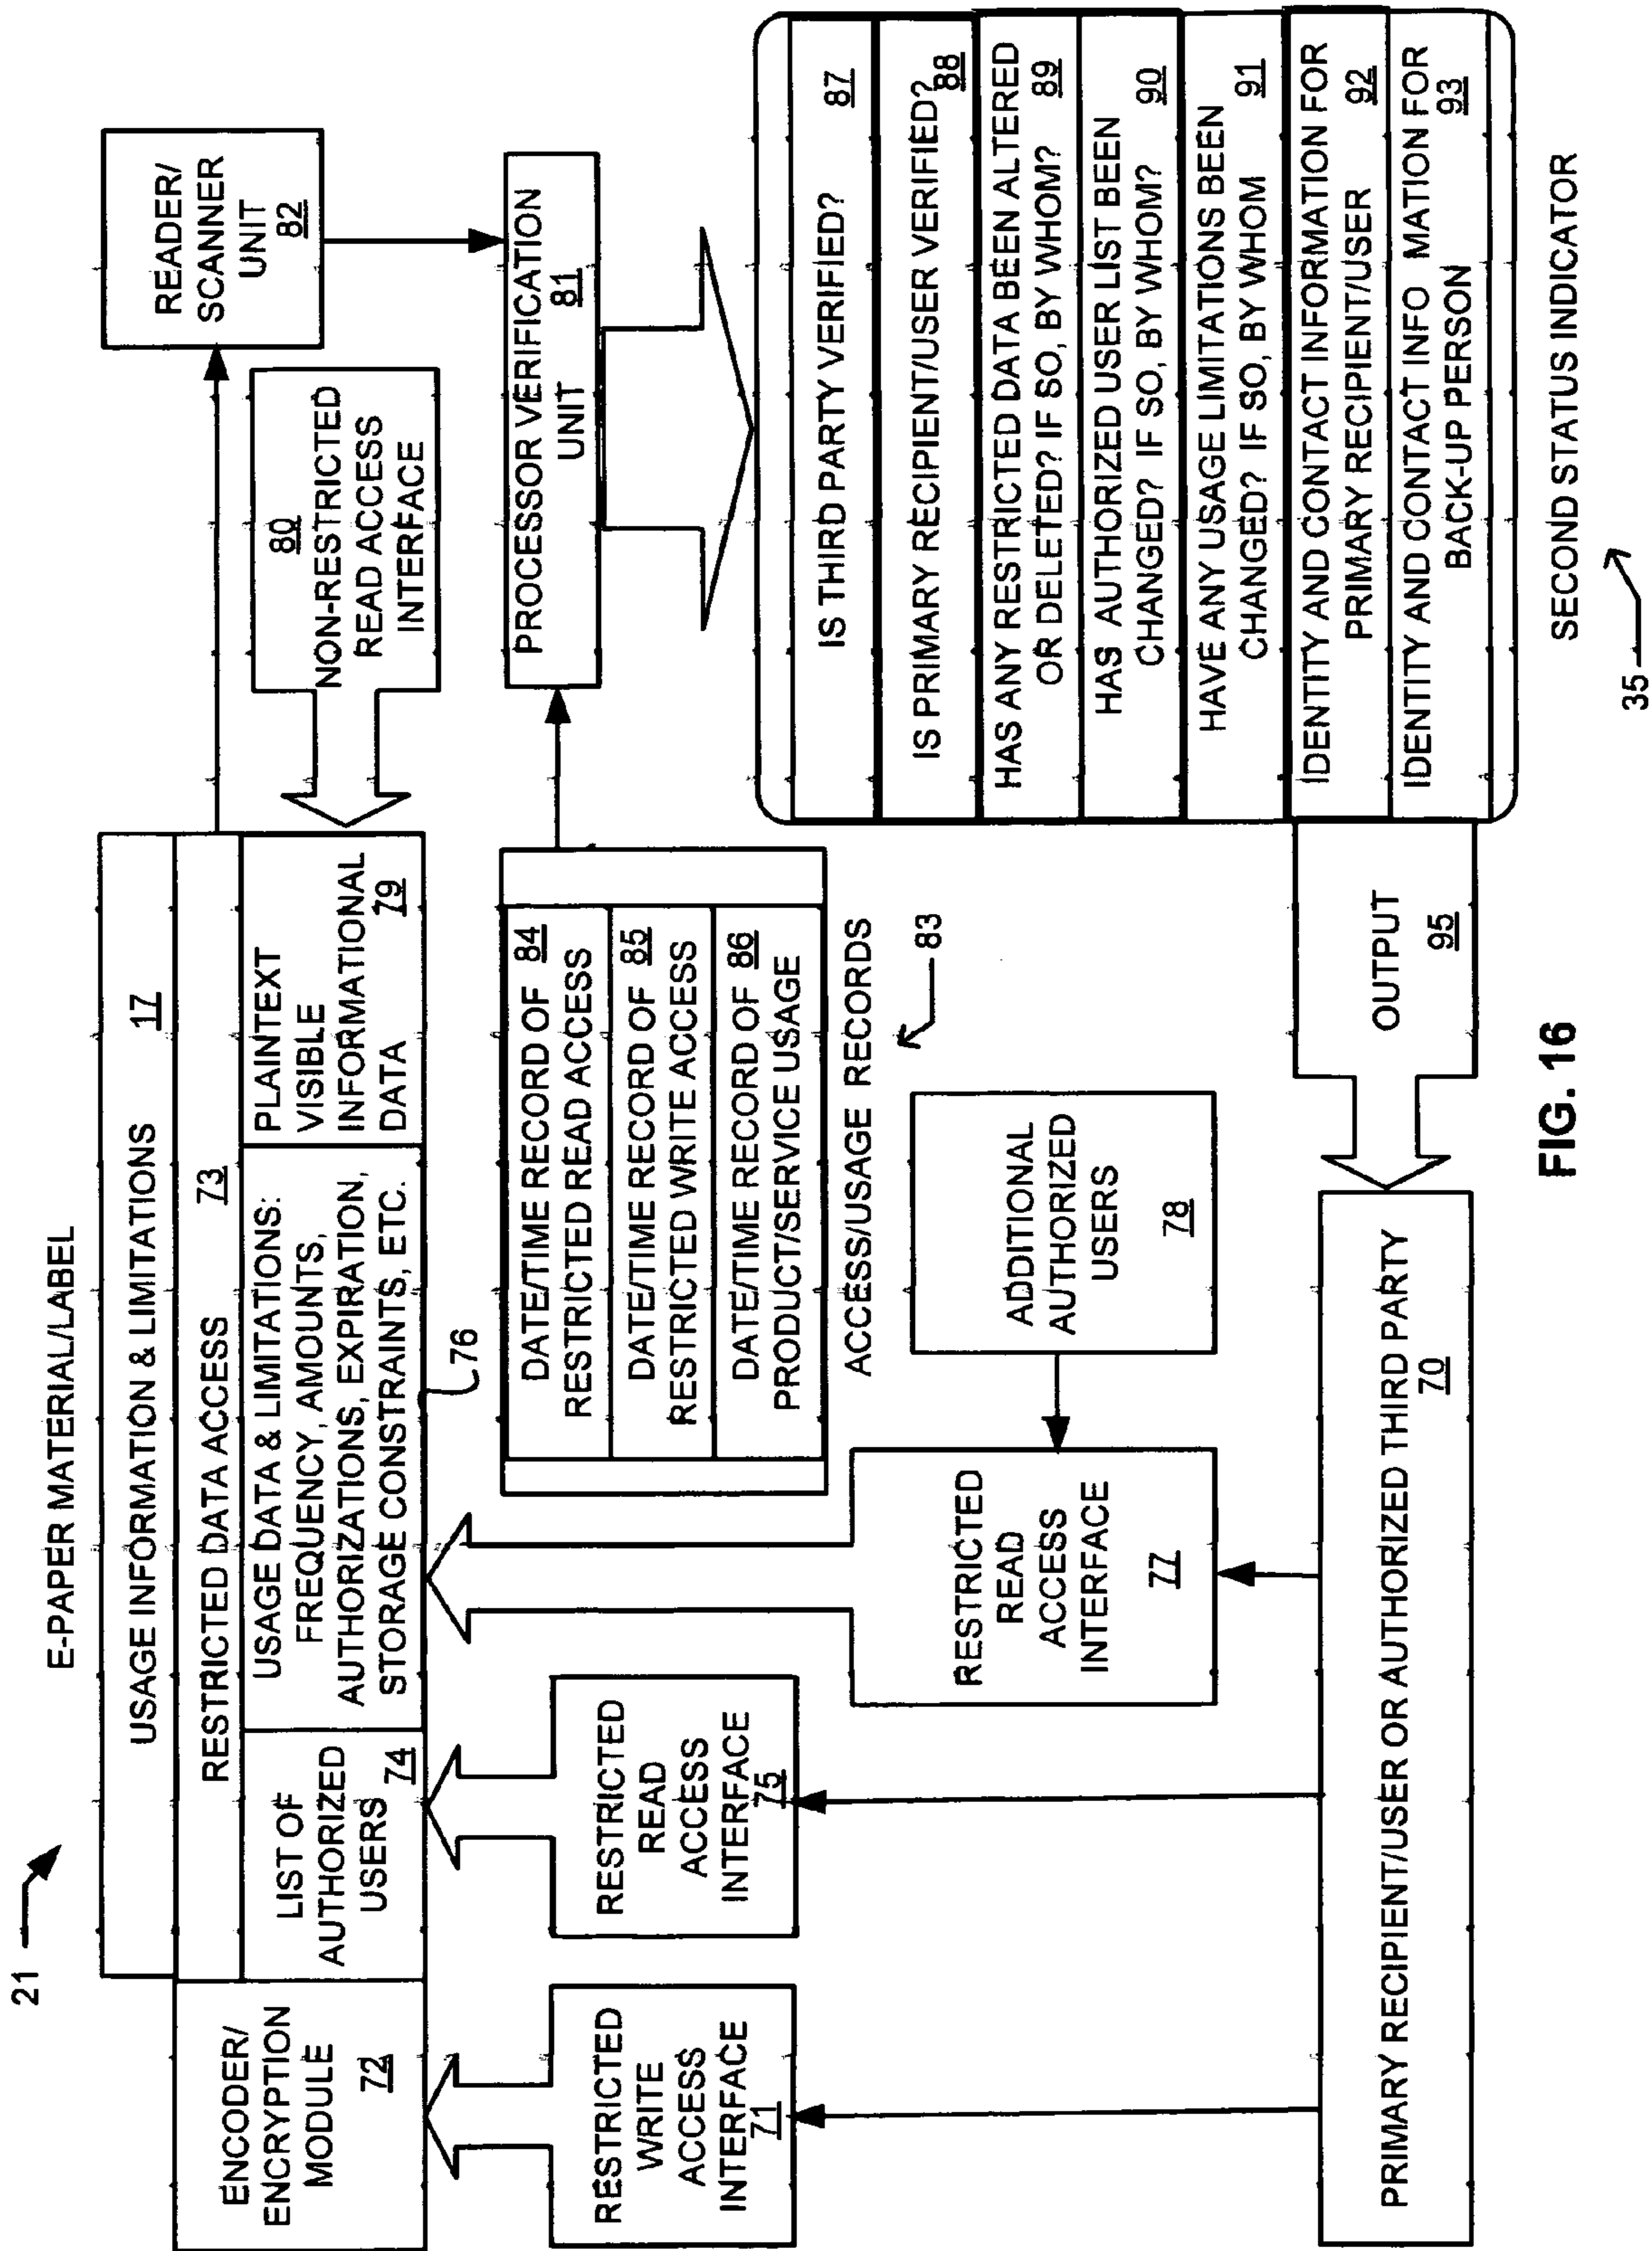 21
E-PAPER MATERIAL/LABEL
USAGE INFORMATION & LIMITATIONS 17
RESTRICTED DATA ACCESS 73
ENCODER/
ENCRYPTION
MODULE
72
LIST OF
AUTHORIZED
USERS 74
USAGE DATA & LIMITATIONS:
FREQUENCY, AMOUNTS,
AUTHORIZATIONS, EXPIRATION,
STORAGE CONSTRAINTS, ETC.
76
PLAINTEXT
VISIBLE
INFORMATIONAL
DATA 79
80
NON-RESTRICTED
READ ACCESS
INTERFACE
READER/
SCANNER
UNIT
82
RESTRICTED
WRITE
ACCESS
INTERFACE
71
RESTRICTED
READ
ACCESS
INTERFACE
75
RESTRICTED
READ
ACCESS
INTERFACE
77
ADDITIONAL
AUTHORIZED
USERS
78
DATE/TIME RECORD OF 84
RESTRICTED READ ACCESS
DATE/TIME RECORD OF 85
RESTRICTED WRITE ACCESS
DATE/TIME RECORD OF 86
PRODUCT/SERVICE USAGE
ACCESS/USAGE RECORDS
83
PROCESSOR VERIFICATION
UNIT 81
IS THIRD PARTY VERIFIED? 87
IS PRIMARY RECIPIENT/USER VERIFIED? 88
HAS ANY RESTRICTED DATA BEEN ALTERED
OR DELETED? IF SO, BY WHOM? 89
HAS AUTHORIZED USER LIST BEEN
CHANGED? IF SO, BY WHOM? 90
HAVE ANY USAGE LIMITATIONS BEEN
CHANGED? IF SO, BY WHOM 91
IDENTITY AND CONTACT INFORMATION FOR
PRIMARY RECIPIENT/USER 92
IDENTITY AND CONTACT INFO MATION FOR
BACK-UP PERSON 93
SECOND STATUS INDICATOR
35
OUTPUT
95
PRIMARY RECIPIENT/USER OR AUTHORIZED THIRD PARTY
70
FIG. 16